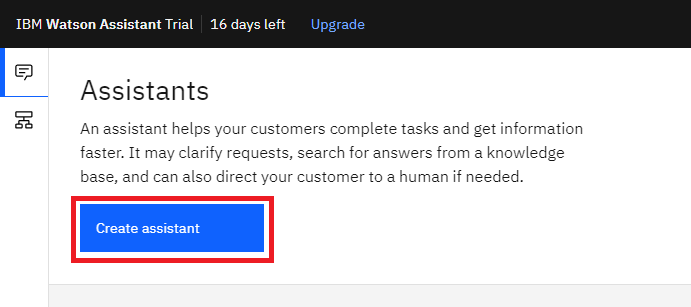 IBM Watson Assistant Trial 16 days left Upgrade
Assistants
An assistant helps your customers complete tasks and get information
faster. It may clarify requests, search for answers from a knowledge
base, and can also direct your customer to a human if needed.
Create assistant